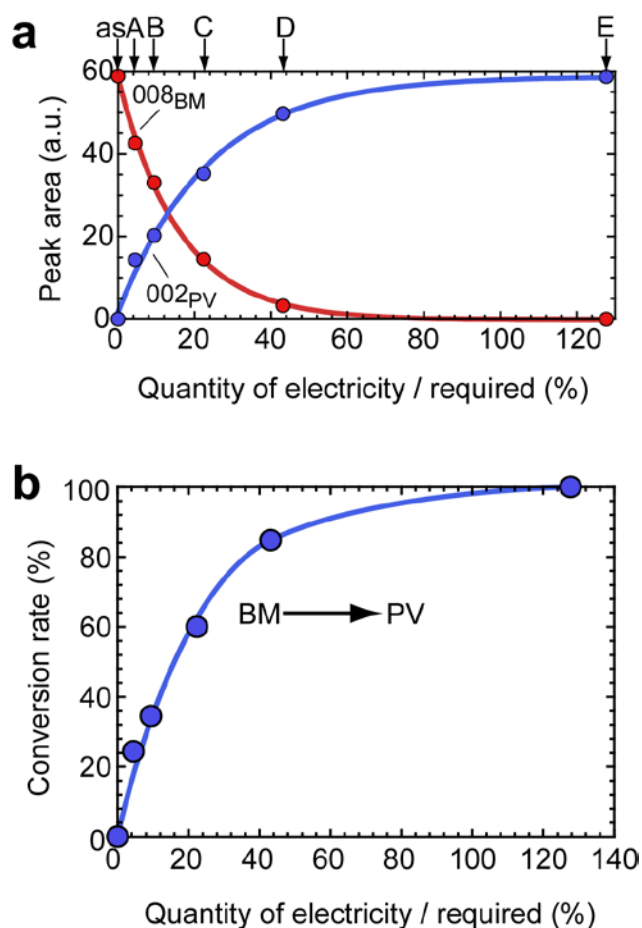 a
as A B C D E
60
40
20
0
Peak area (a.u.)
008BM
002PV
0 20 40 60 80 100 120
Quantity of electricity / required (%)
b
100
80
60
40
20
0
Conversion rate (%)
BM PV
0 20 40 60 80 100 120 140
Quantity of electricity / required (%)